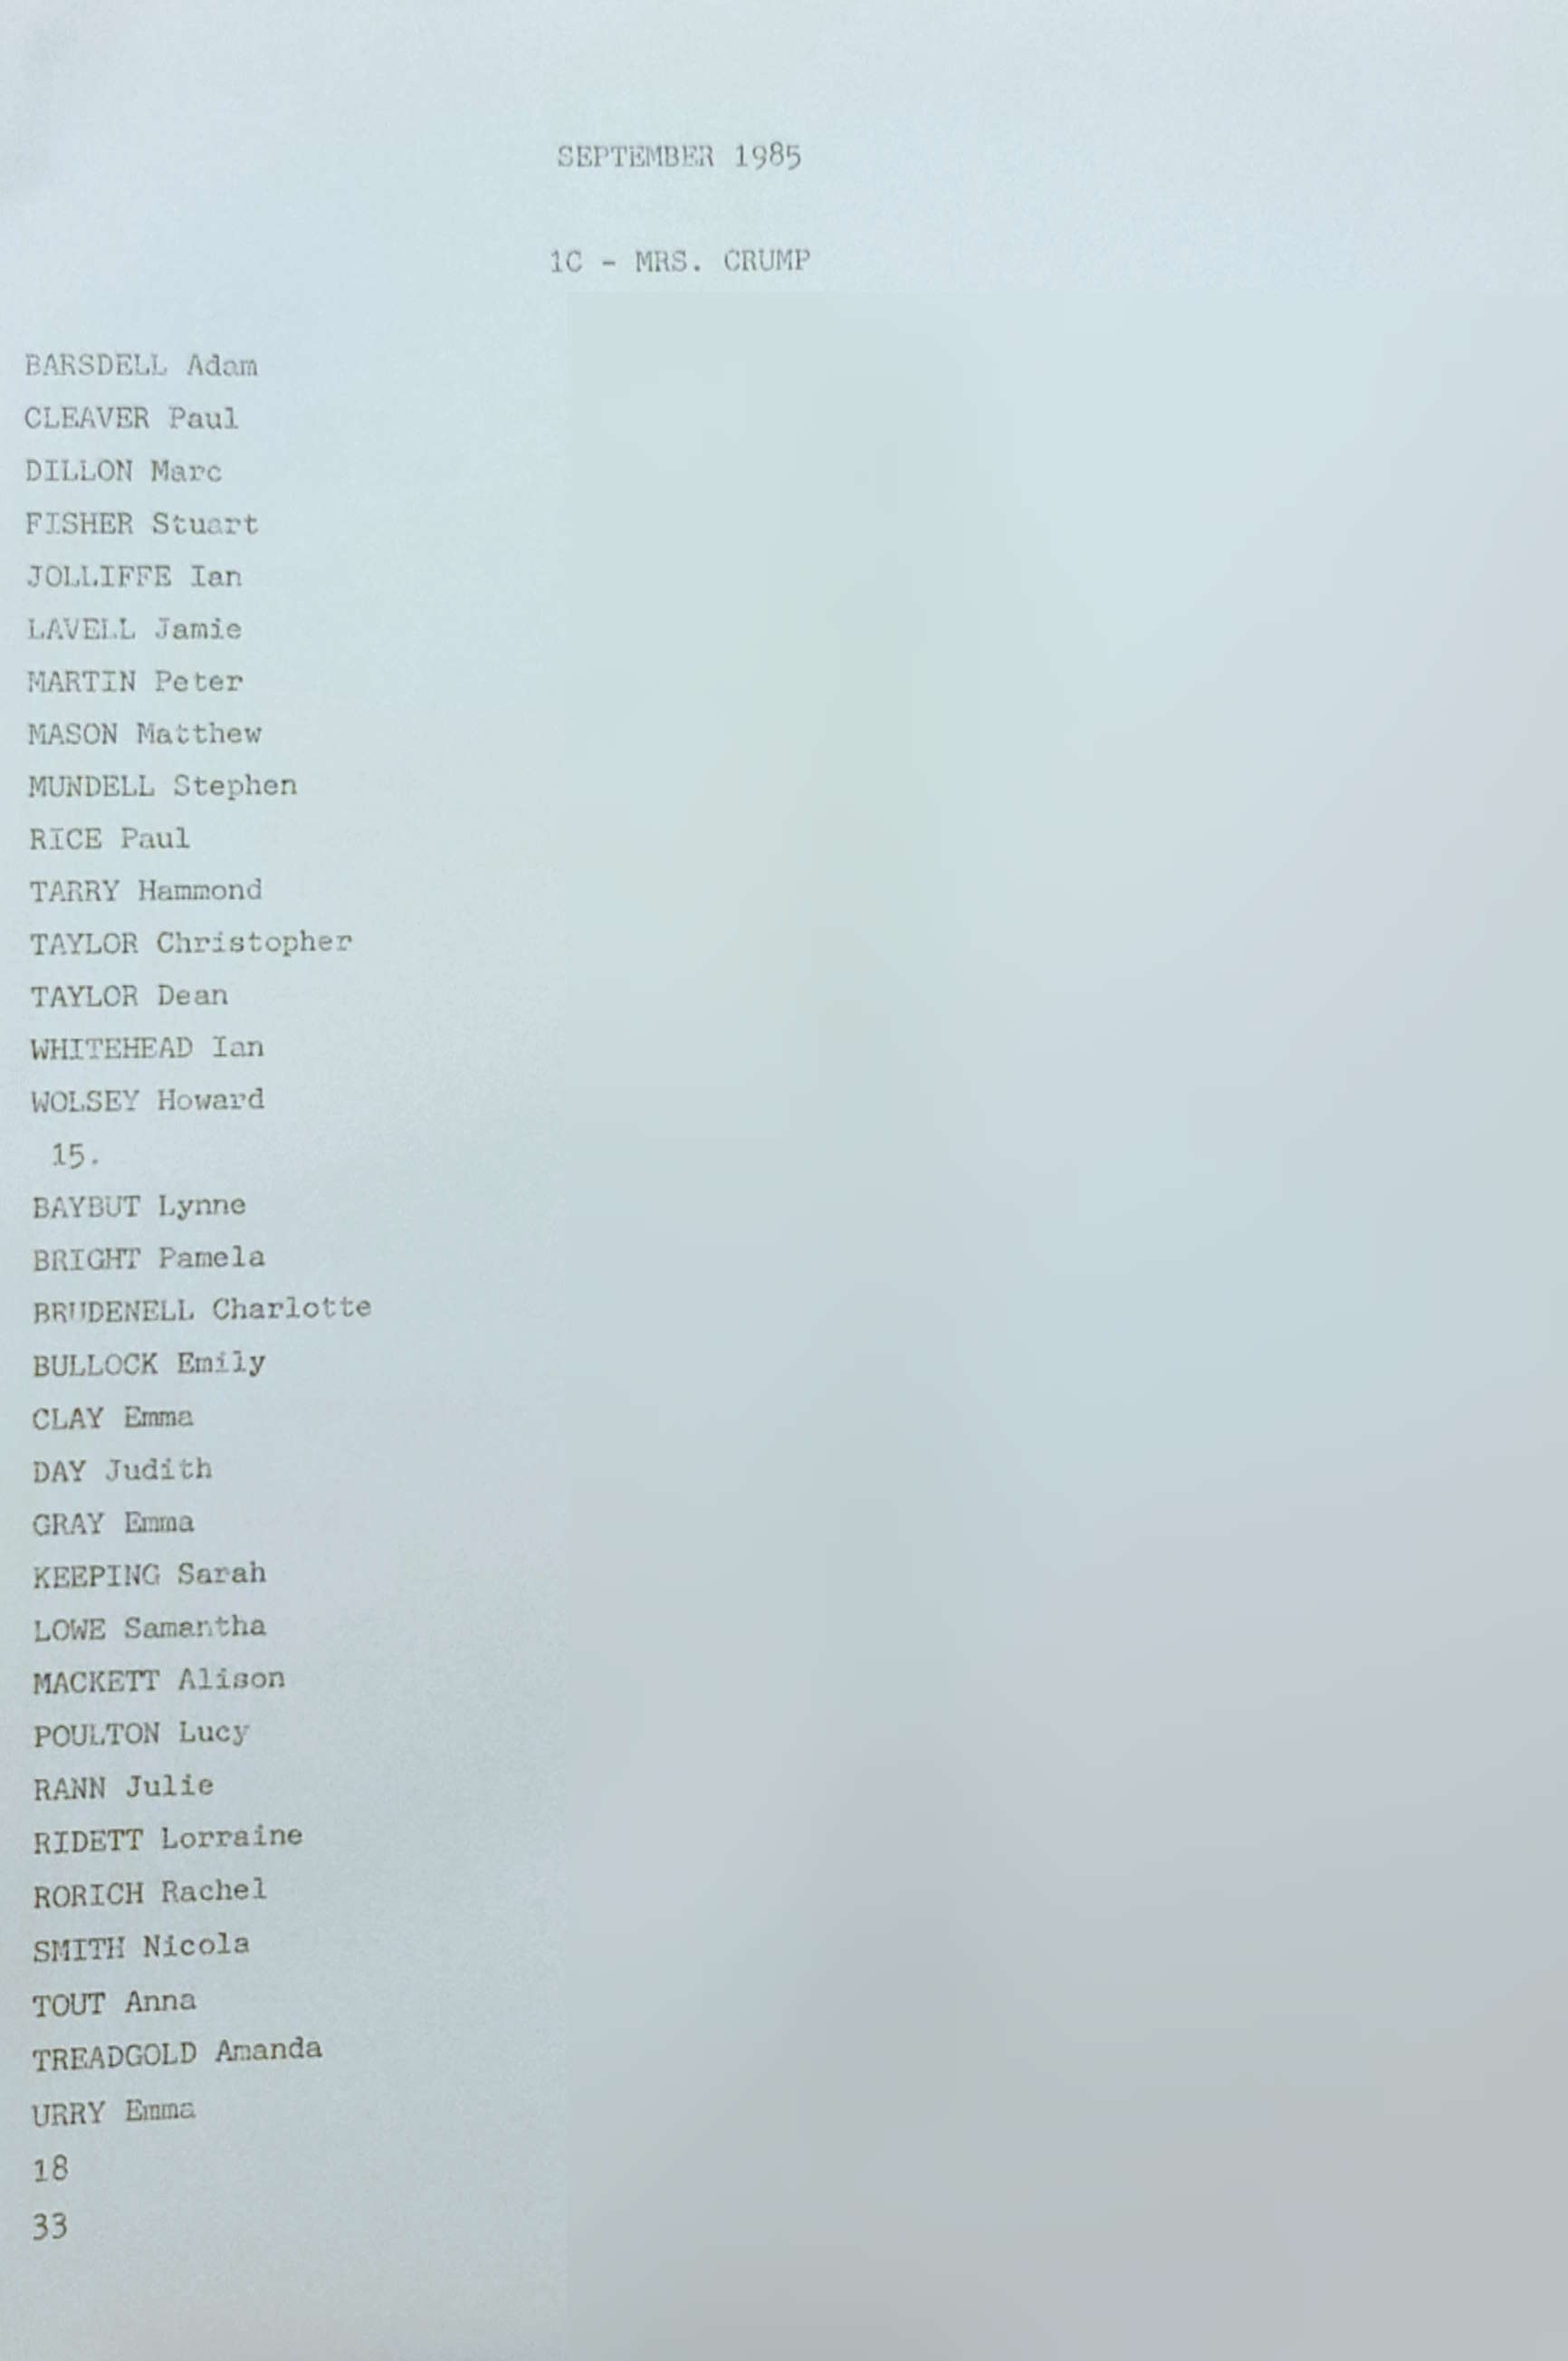 SEPTEMBER 1985
1C - MRS. CRUMP
BARSDELL Adam
CLEAVER Paul
DILLON Marc
FISHER Stuart
JOLLIFFE Ian
LAVELL Jamie
MARTIN Peter
MASON Matthew
MUNDELL Stephen
RICE Paul
TARRY Hammond
TAYLOR Christopher
TAYLOR Dean
WHITEHEAD Ian
WOLSEY Howard
15.
BAYBUT Lynne
BRIGHT Pamela
BRUDENELL Charlotte
BULLOCK Emily
CLAY Emma
DAY Judith
GRAY Emma
KEEPING Sarah
LOWE Samantha
MACKETT Alison
POULTON Lucy
RANN Julie
RIDETT Lorraine
RORICH Rachel
SMITH Nicola
TOUT Anna
TREADGOLD Amanda
URRY Emma
18
33